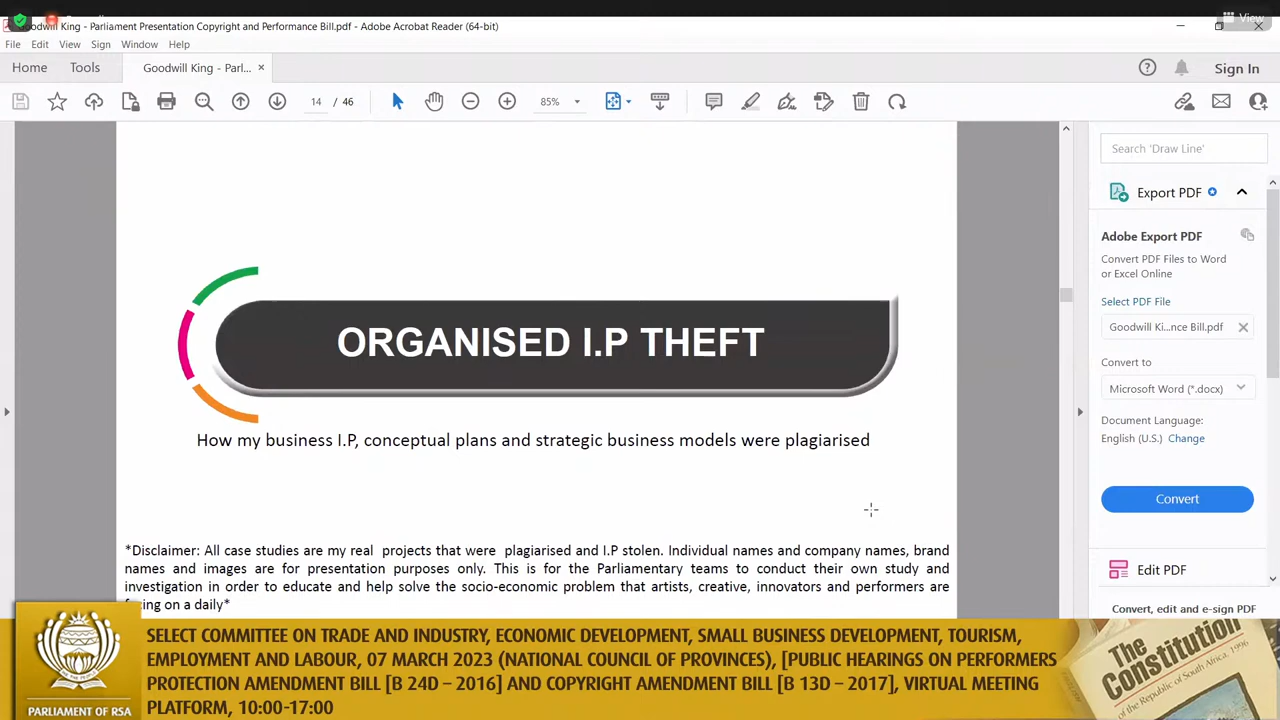 Goodwill King - Parliament Presentation Copyright and Performance Bill.pdf - Adobe Acrobat Reader (64-bit)
View
File Edit View Sign Window Help
Home Tools Goodwill King - Parl... × Sign In
14 / 46 85%
Search 'Draw Line'
Export PDF
Adobe Export PDF
Convert PDF Files to Word
or Excel Online
Select PDF File
Goodwill Ki...nce Bill.pdf
Convert to
Microsoft Word (*.docx)
Document Language:
English (U.S.) Change
Convert
Edit PDF
Convert, edit and e-sign PDF
ORGANISED I.P THEFT
How my business I.P, conceptual plans and strategic business models were plagiarised
*Disclaimer: All case studies are my real projects that were plagiarised and I.P stolen. Individual names and company names, brand
names and images are for presentation purposes only. This is for the Parliamentary teams to conduct their own study and
investigation in order to educate and help solve the socio-economic problem that artists, creative, innovators and performers are
facing on a daily*
SELECT COMMITTEE ON TRADE AND INDUSTRY, ECONOMIC DEVELOPMENT, SMALL BUSINESS DEVELOPMENT, TOURISM,
EMPLOYMENT AND LABOUR, 07 MARCH 2023 (NATIONAL COUNCIL OF PROVINCES), [PUBLIC HEARINGS ON PERFORMERS
PROTECTION AMENDMENT BILL [B 24D – 2016] AND COPYRIGHT AMENDMENT BILL [B 13D – 2017], VIRTUAL MEETING
PLATFORM, 10:00-17:00
PARLIAMENT OF RSA
The
Constitution
of the Republic of South Africa, 1996